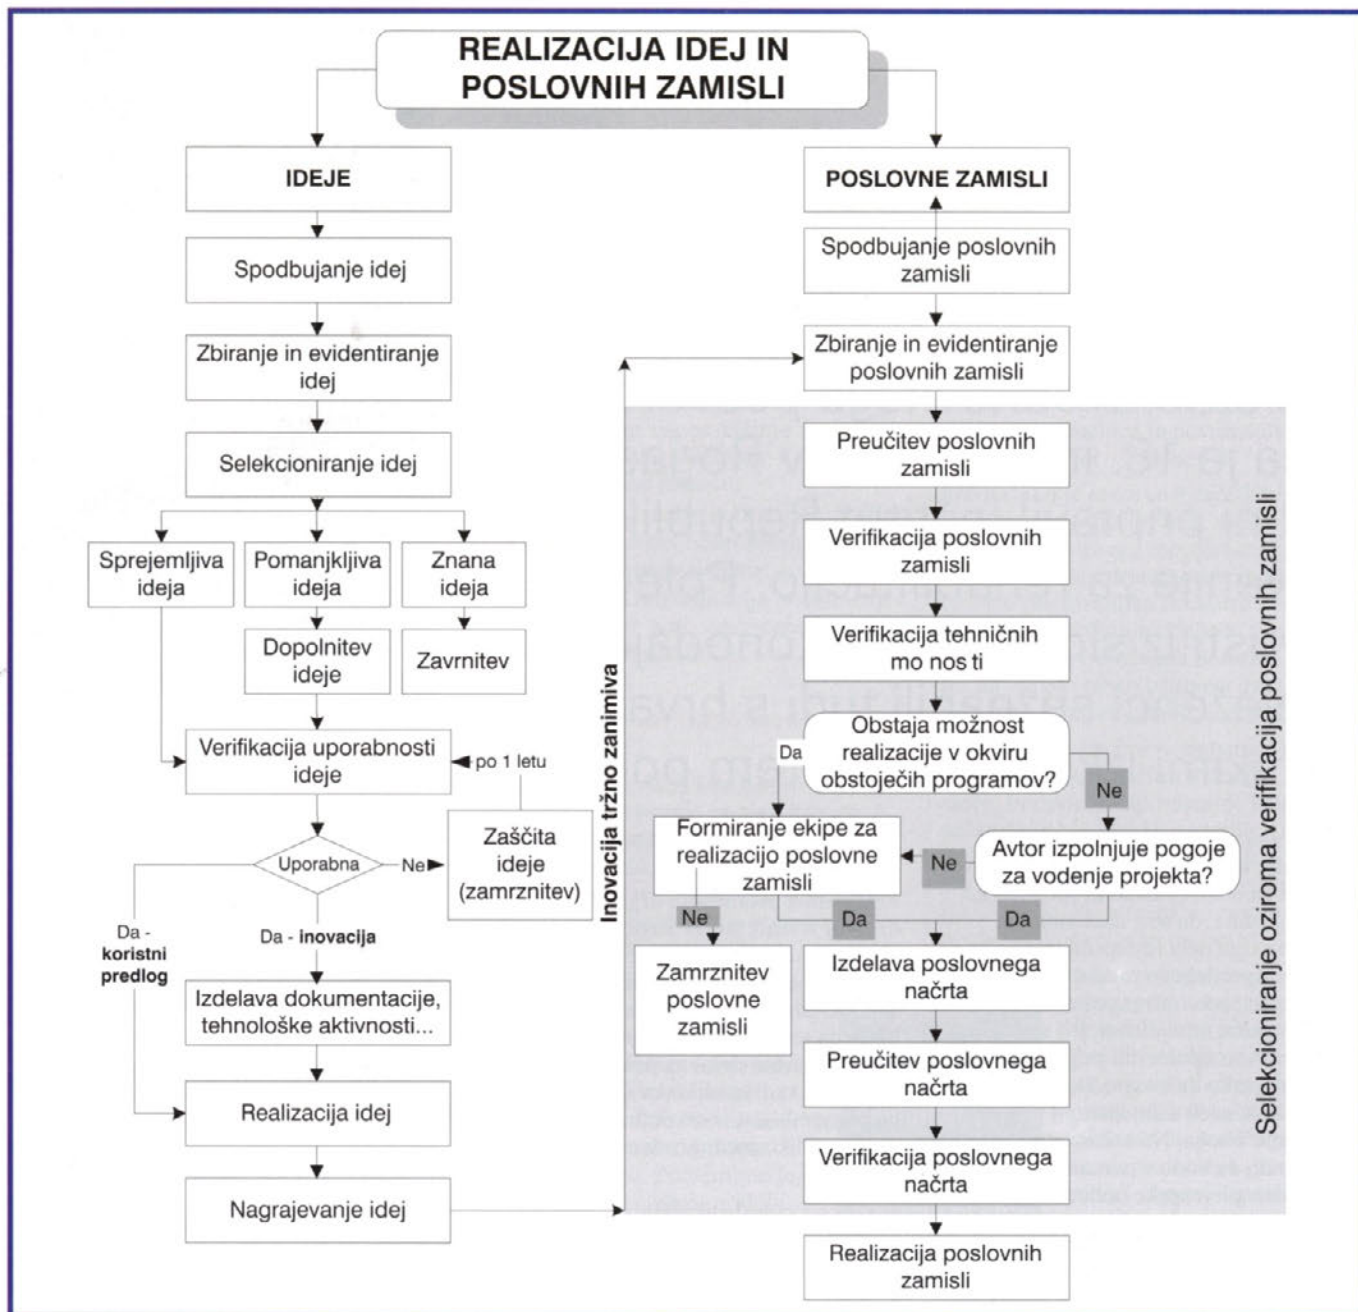 REALIZACIJA IDEJ IN
POSLOVNIH ZAMISLI
IDEJE
Spodbujanje idej
Zbiranje in evidentiranje
idej
Selekcioniranje idej
Sprejemljiva
ideja
Pomanjkljiva
ideja
Znana
ideja
Dopolnitev
ideje
Zavrnitev
Verifikacija uporabnosti
ideje
po 1 letu
Zaščita
ideje
(zamrznitev)
Uporabna
Ne
Da -
koristni
predlog
Da - inovacija
Izdelava dokumentacije,
tehnološke aktivnosti...
Realizacija idej
Nagrajevanje idej
Inovacija tržno zanimiva
POSLOVNE ZAMISLI
Spodbujanje poslovnih
zamisli
Zbiranje in evidentiranje
poslovnih zamisli
Preučitev poslovnih
zamisli
Verifikacija poslovnih
zamisli
Verifikacija tehničnih
mo nos ti
Obstaja možnost
realizacije v okviru
obstoječih programov?
Da
Ne
Formiranje ekipe za
realizacijo poslovne
zamisli
Ne
Avtor izpolnjuje pogoje
za vodenje projekta?
Ne
Da
Da
Zamrznitev
poslovne
zamisli
Izdelava poslovnega
načrta
Preučitev poslovnega
načrta
Verifikacija poslovnega
načrta
Realizacija poslovnih
zamisli
Selekcioniranje oziroma verifikacija poslovnih zamisli